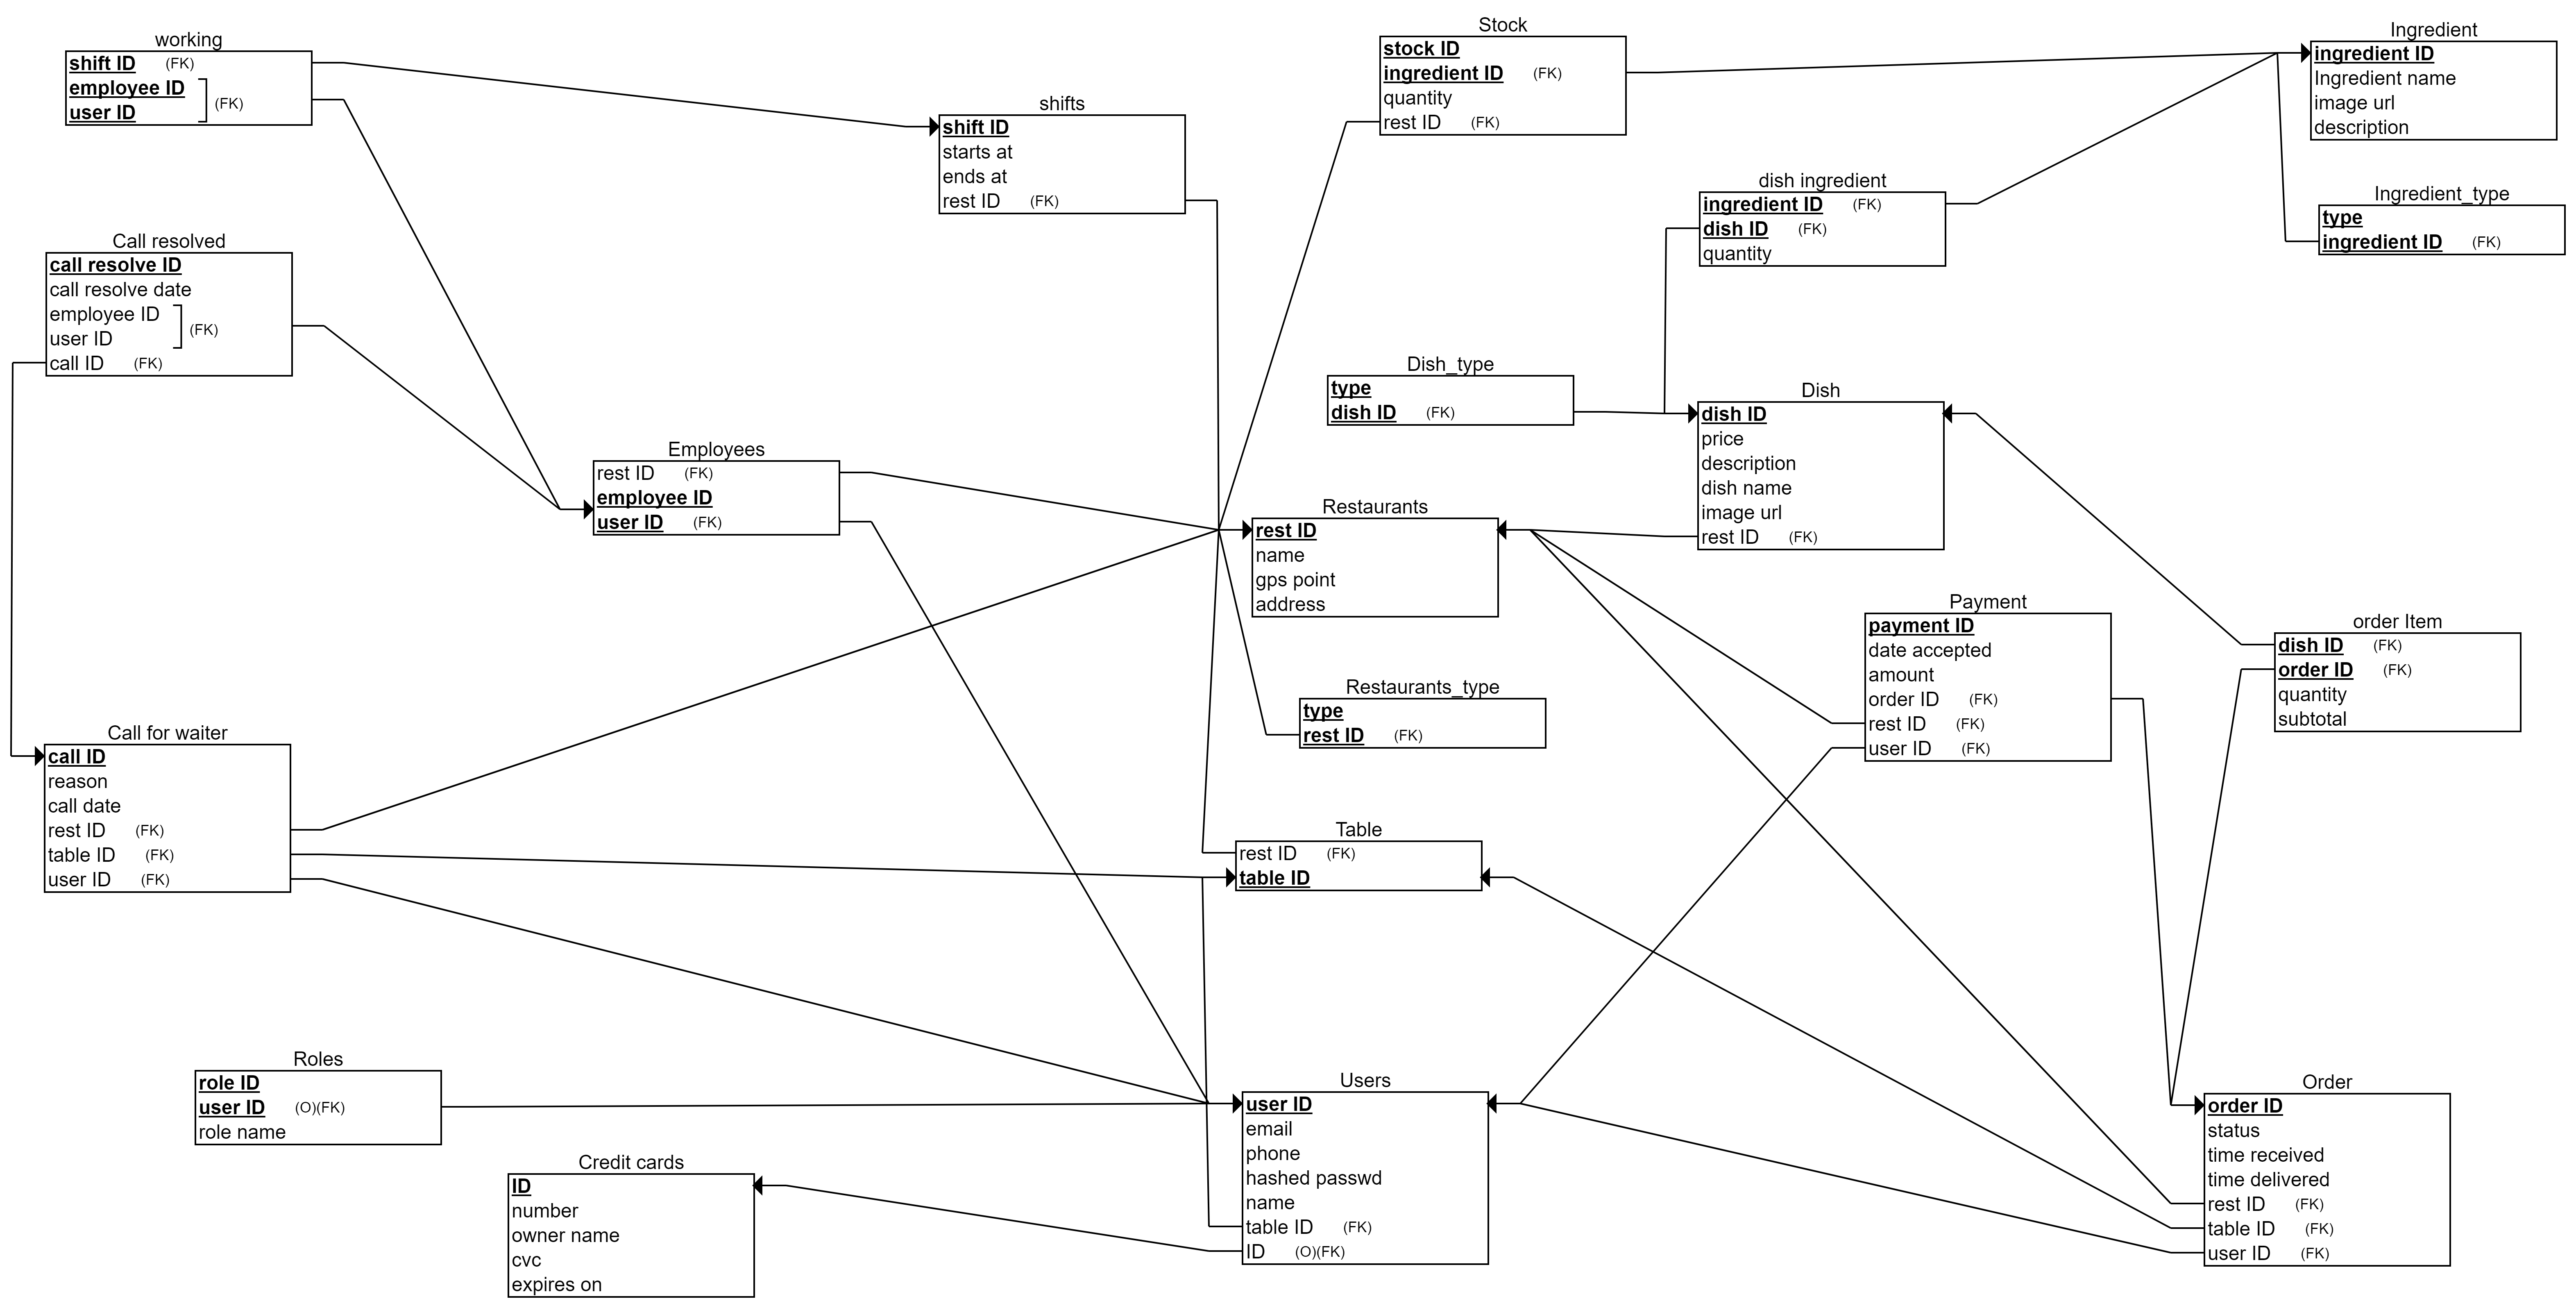 working
shift ID (FK)
employee ID
(FK)
user ID
Call resolved
call resolve ID
call resolve date
employee ID
(FK)
user ID
call ID (FK)
shifts
shift ID
starts at
ends at
rest ID (FK)
Stock
stock ID
ingredient ID (FK)
quantity
rest ID (FK)
Ingredient
ingredient ID
Ingredient name
image url
description
dish ingredient
ingredient ID (FK)
dish ID (FK)
quantity
Ingredient_type
type
ingredient ID (FK)
Dish_type
type
dish ID (FK)
Dish
dish ID
price
description
dish name
image url
rest ID (FK)
Employees
rest ID (FK)
employee ID
user ID (FK)
Restaurants
rest ID
name
gps point
address
Payment
payment ID
date accepted
amount
order ID (FK)
rest ID (FK)
user ID (FK)
order Item
dish ID (FK)
order ID (FK)
quantity
subtotal
Restaurants_type
type
rest ID (FK)
Call for waiter
call ID
reason
call date
rest ID (FK)
table ID (FK)
user ID (FK)
Table
rest ID (FK)
table ID
Roles
role ID
user ID (O)(FK)
role name
Users
user ID
email
phone
hashed passwd
name
table ID (FK)
ID (O)(FK)
Order
order ID
status
time received
time delivered
rest ID (FK)
table ID (FK)
user ID (FK)
Credit cards
ID
number
owner name
cvc
expires on